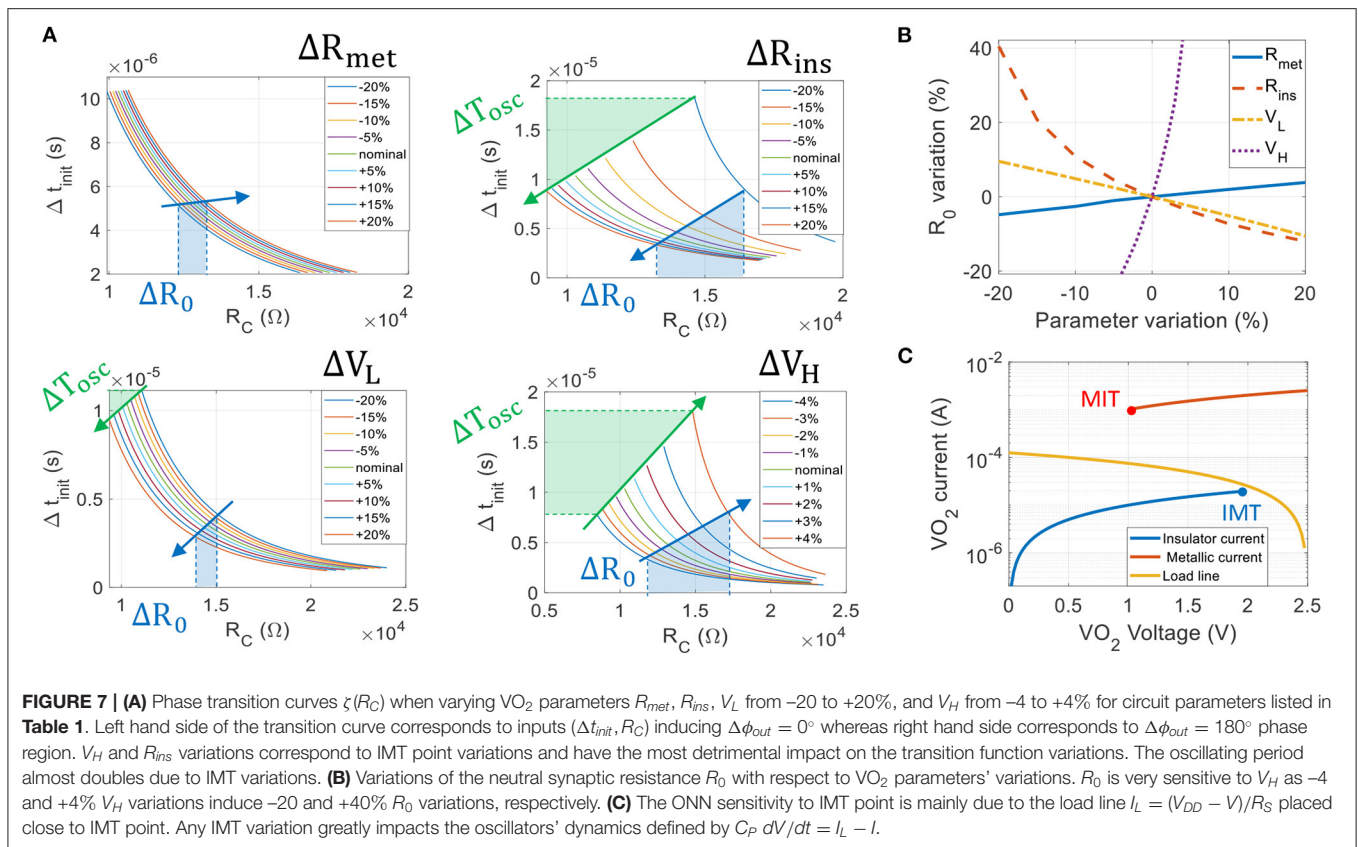 A
ΔR_met
×10^-6
10
8
6
4
2
Δ t_init (s)
-20%
-15%
-10%
-5%
nominal
+5%
+10%
+15%
+20%
ΔR_0
1
1.5
2
R_C (Ω)
×10^4
ΔR_ins
×10^-5
2
1.5
1
0.5
0
Δ t_init (s)
ΔT_osc
-20%
-15%
-10%
-5%
nominal
+5%
+10%
+15%
+20%
ΔR_0
1
1.5
2
R_C (Ω)
×10^4
ΔV_L
ΔT_osc
×10^-5
1
0.5
0
Δ t_init (s)
-20%
-15%
-10%
-5%
nominal
+5%
+10%
+15%
+20%
ΔR_0
1
1.5
2
2.5
R_C (Ω)
×10^4
ΔV_H
×10^-5
2
1.5
1
0.5
0
Δ t_init (s)
ΔT_osc
-4%
-3%
-2%
-1%
nominal
+1%
+2%
+3%
+4%
ΔR_0
0.5
1
1.5
2
2.5
R_C (Ω)
×10^4
B
40
20
0
-20
R_0 variation (%)
R_met
R_ins
V_L
V_H
-20
-10
0
10
20
Parameter variation (%)
C
10^-2
10^-4
10^-6
VO_2 current (A)
MIT
IMT
Insulator current
Metallic current
Load line
0
0.5
1
1.5
2
2.5
VO_2 Voltage (V)
FIGURE 7 | (A) Phase transition curves ζ(R_C) when varying VO_2 parameters R_met, R_ins, V_L from –20 to +20%, and V_H from –4 to +4% for circuit parameters listed in
Table 1. Left hand side of the transition curve corresponds to inputs (Δt_init, R_C) inducing Δϕ_out = 0° whereas right hand side corresponds to Δϕ_out = 180° phase
region. V_H and R_ins variations correspond to IMT point variations and have the most detrimental impact on the transition function variations. The oscillating period
almost doubles due to IMT variations. (B) Variations of the neutral synaptic resistance R_0 with respect to VO_2 parameters' variations. R_0 is very sensitive to V_H as –4
and +4% V_H variations induce –20 and +40% R_0 variations, respectively. (C) The ONN sensitivity to IMT point is mainly due to the load line I_L = (V_DD – V)/R_S placed
close to IMT point. Any IMT variation greatly impacts the oscillators' dynamics defined by C_P dV/dt = I_L – I.